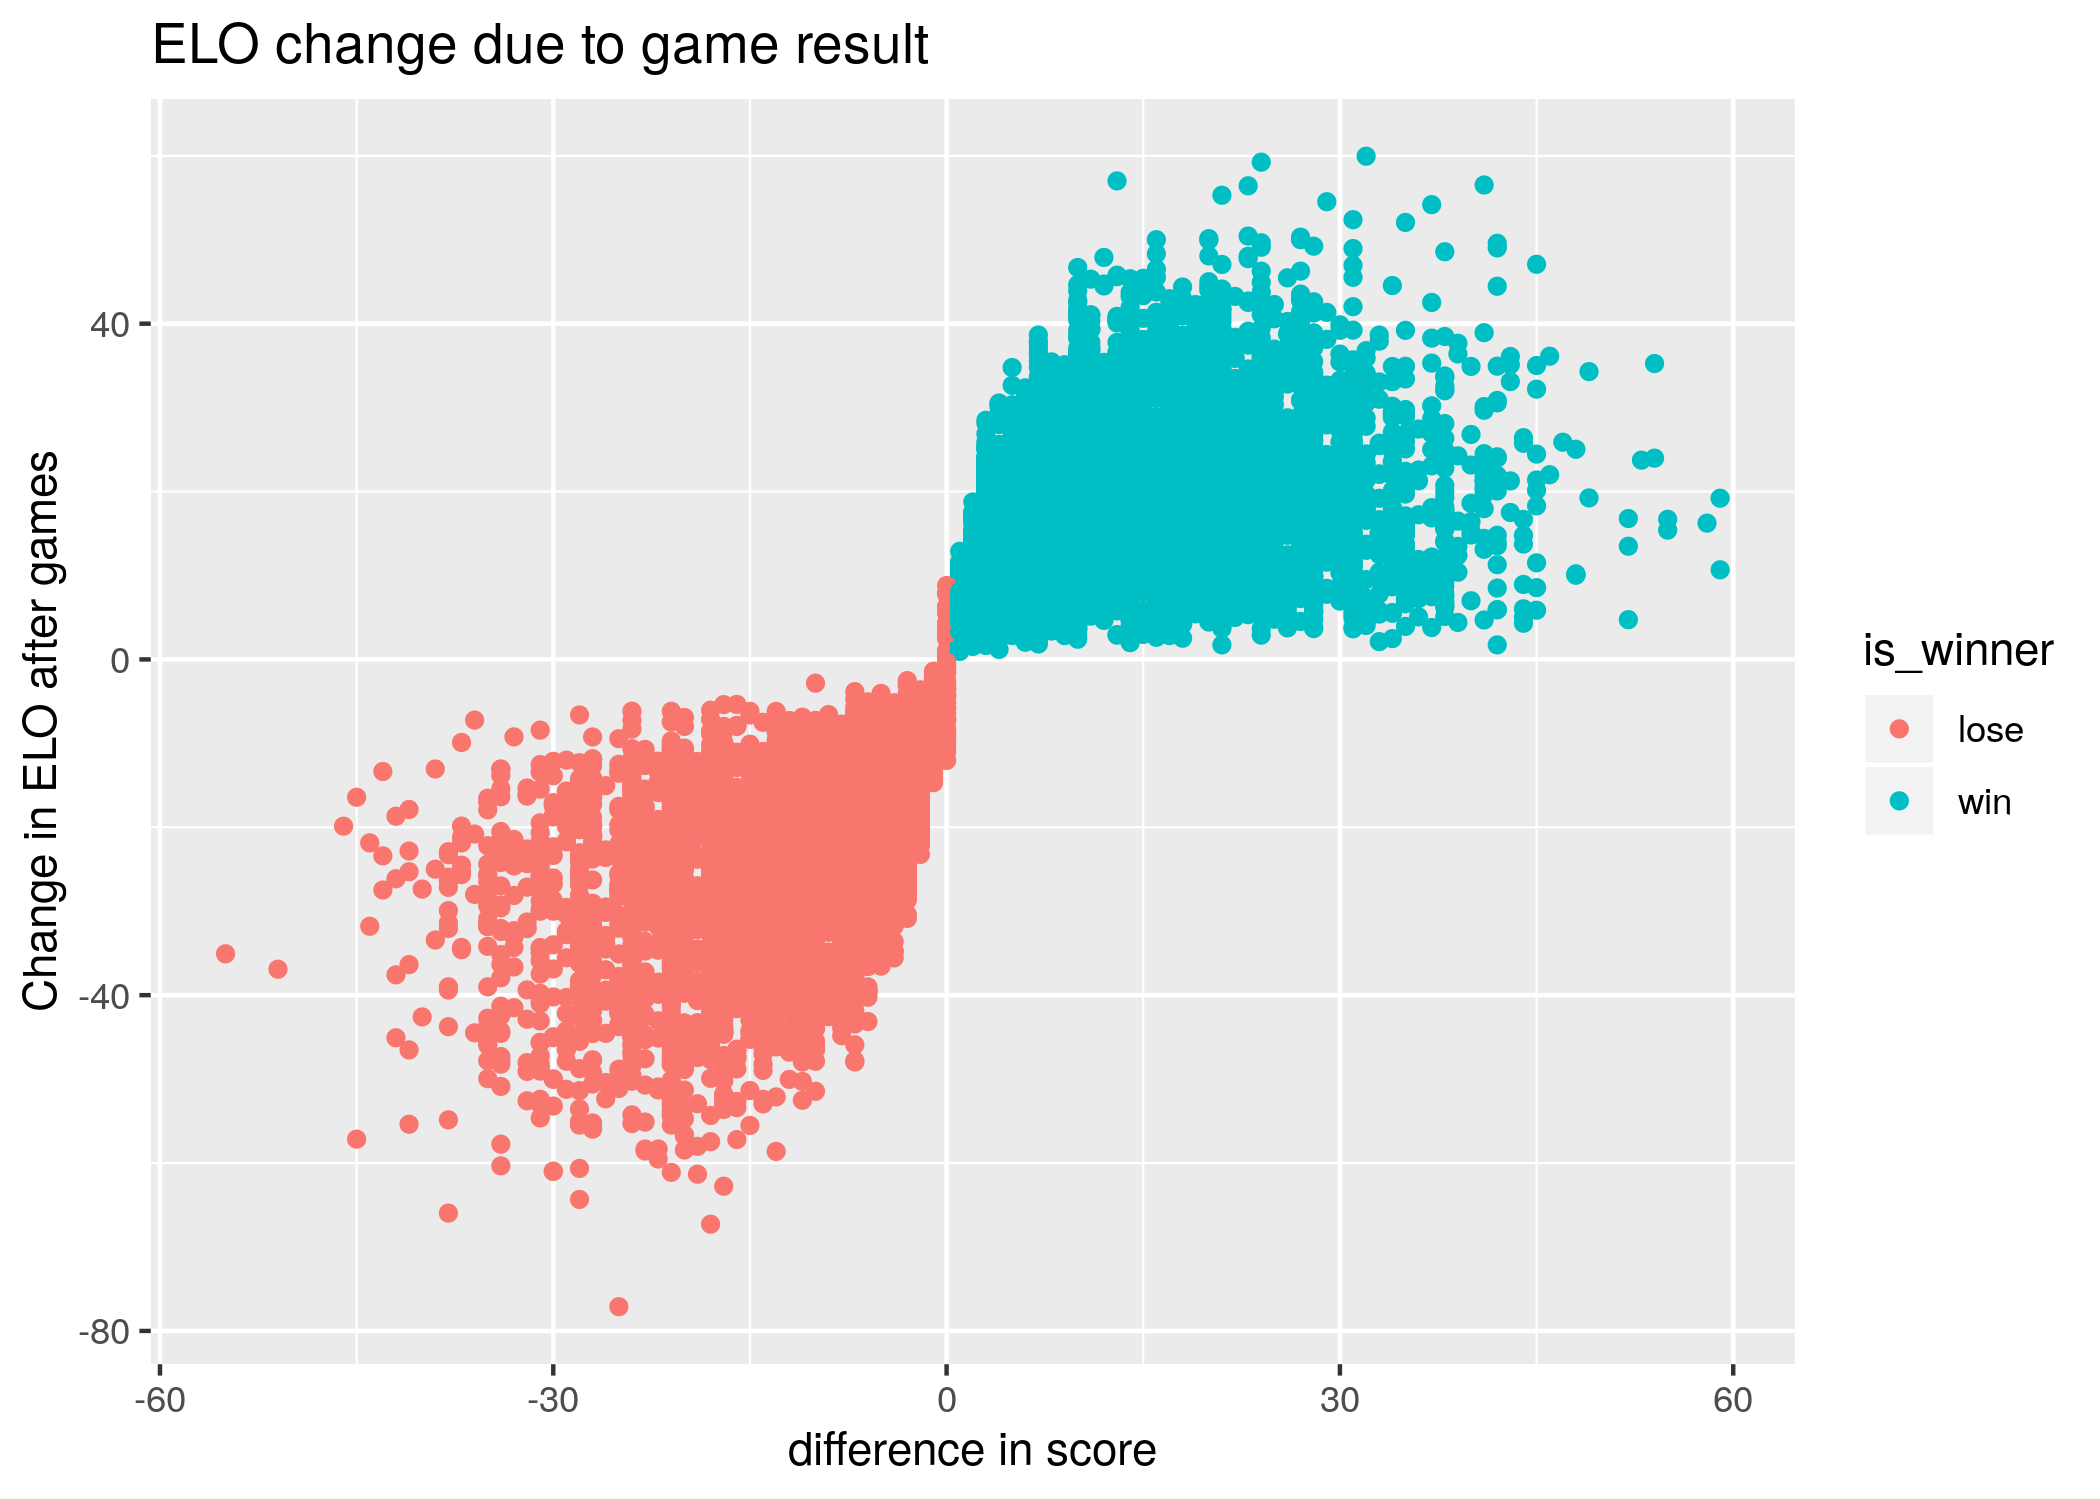 ELO change due to game result
Change in ELO after games
40
0
-40
-80
-60
-30
0
30
60
difference in score
is_winner
lose
win